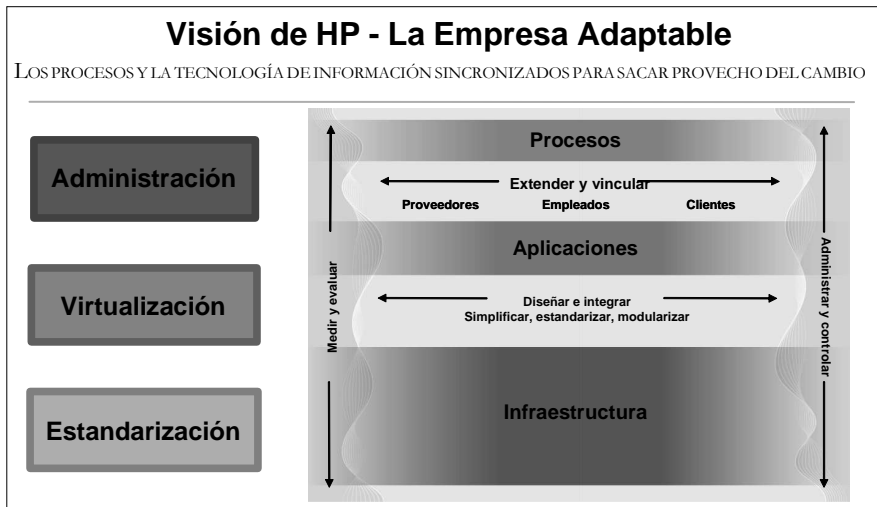 Visión de HP - La Empresa Adaptable
LOS PROCESOS Y LA TECNOLOGÍA DE INFORMACIÓN SINCRONIZADOS PARA SACAR PROVECHO DEL CAMBIO
Administración
Virtualización
Estandarización
Medir y evaluar
Procesos
Extender y vincular
Proveedores Empleados Clientes
Aplicaciones
Diseñar e integrar
Simplificar, estandarizar, modularizar
Infraestructura
Administrar y controlar